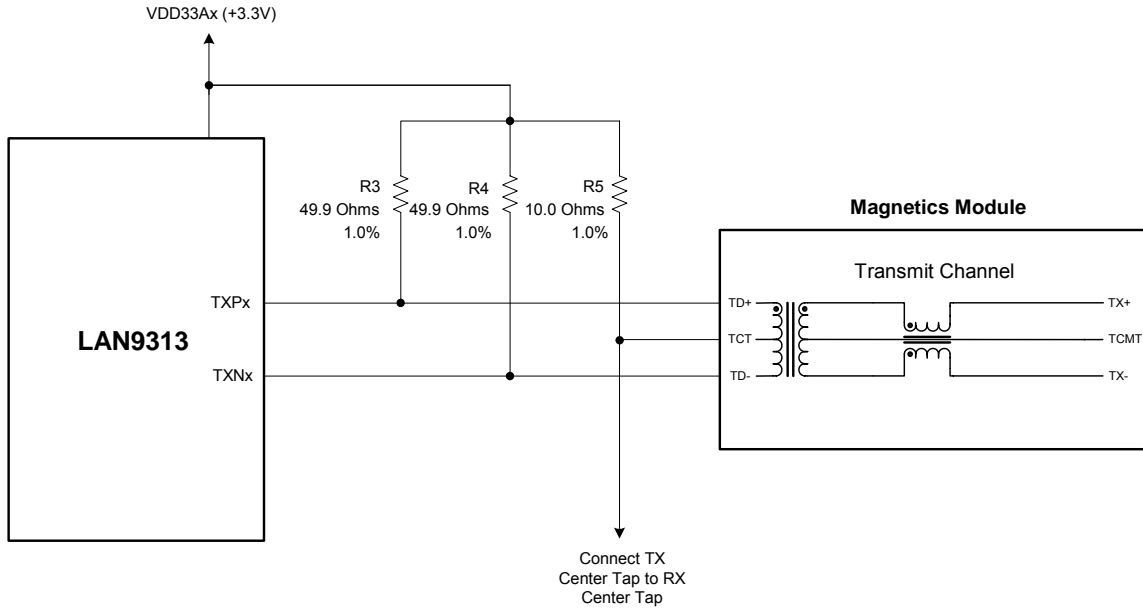 VDD33Ax (+3.3V)
R3
49.9 Ohms
1.0%
R4
49.9 Ohms
1.0%
R5
10.0 Ohms
1.0%
Magnetics Module
Transmit Channel
LAN9313
TXPx
TXNx
TD+
TCT
TD-
TX+
TCMT
TX-
Connect TX
Center Tap to RX
Center Tap